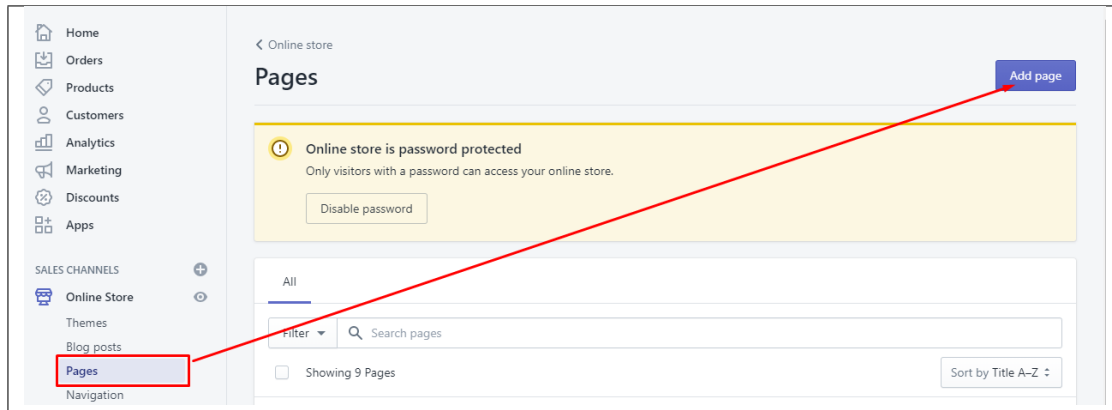 Home
Orders
Products
Customers
Analytics
Marketing
Discounts
Apps
SALES CHANNELS
Online Store
Themes
Blog posts
Pages
Navigation
Online store
Pages
Add page
Online store is password protected
Only visitors with a password can access your online store.
Disable password
All
Filter
Search pages
Showing 9 Pages
Sort by Title A–Z